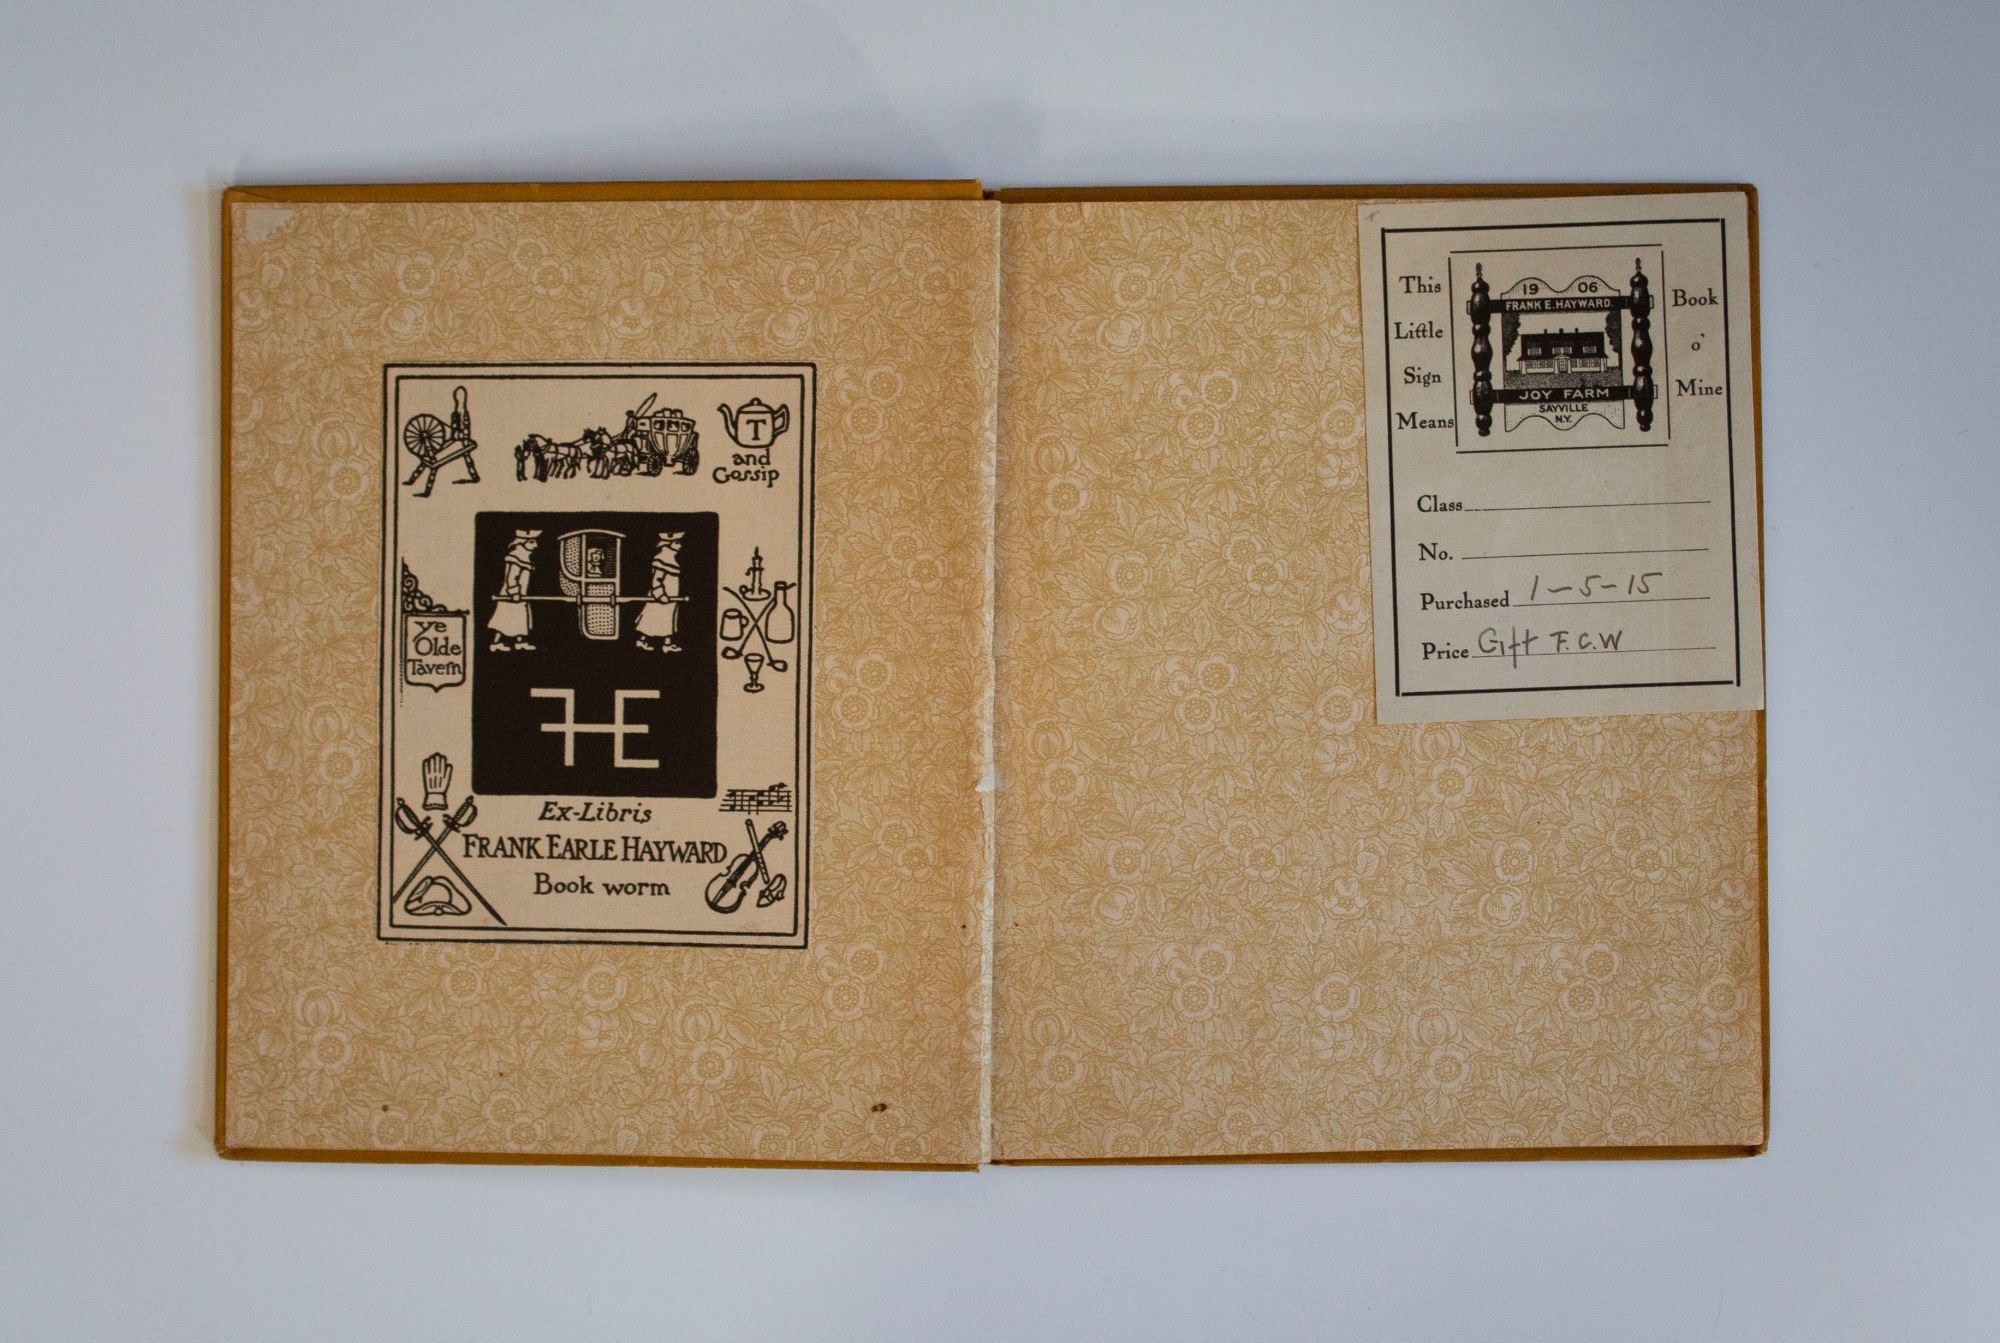 T
and
Gossip
ye
Olde
Tavern
Ex-Libris
FRANK EARLE HAYWARD
Book worm
This
Little
Sign
Means
19 06
FRANK E. HAYWARD.
JOY FARM
SAYVILLE
N.Y.
Book
o'
Mine
Class
No.
Purchased 1-5-15
Price Gift F.C.W